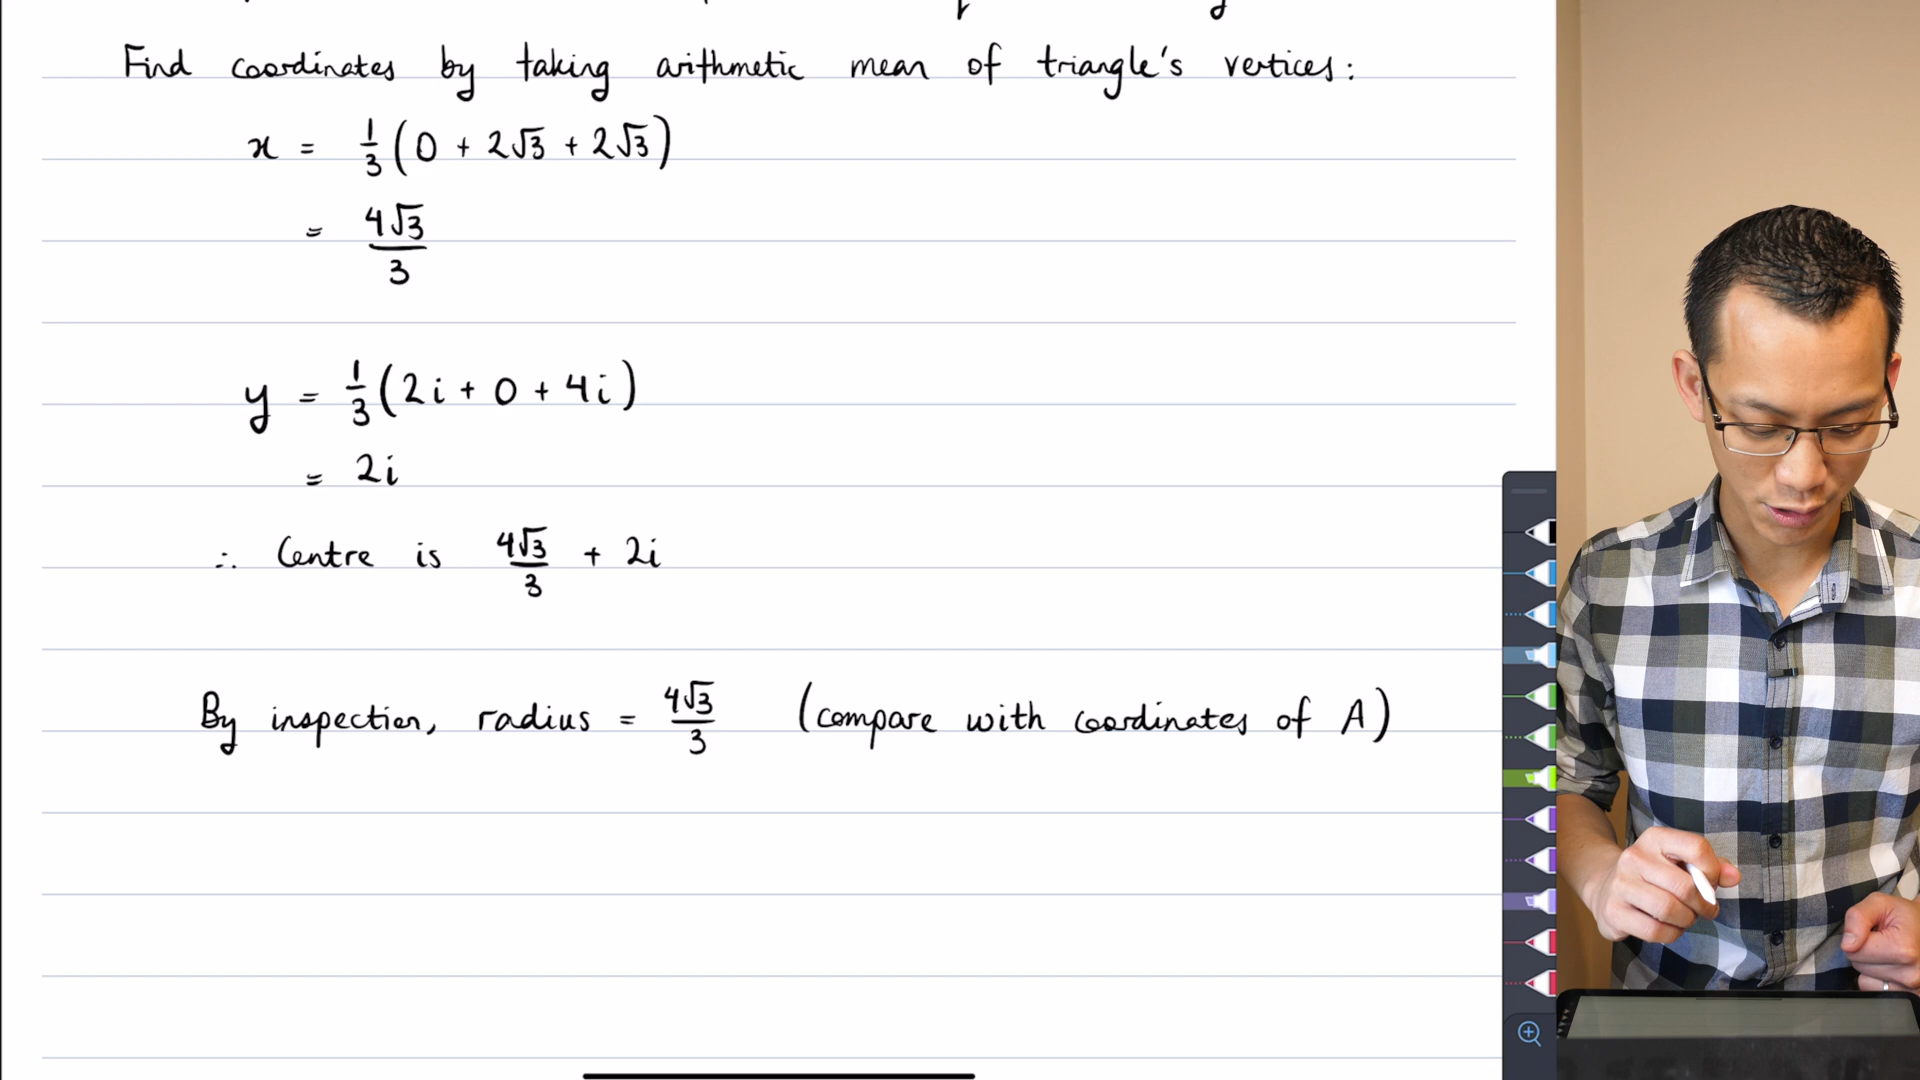 Find coordinates by taking arithmetic mean of triangle's vertices:
x = 1/3 (0 + 2√3 + 2√3)
= 4√3/3
y = 1/3 (2i + 0 + 4i)
= 2i
∴ Centre is 4√3/3 + 2i
By inspection, radius = 4√3/3 (compare with coordinates of A)